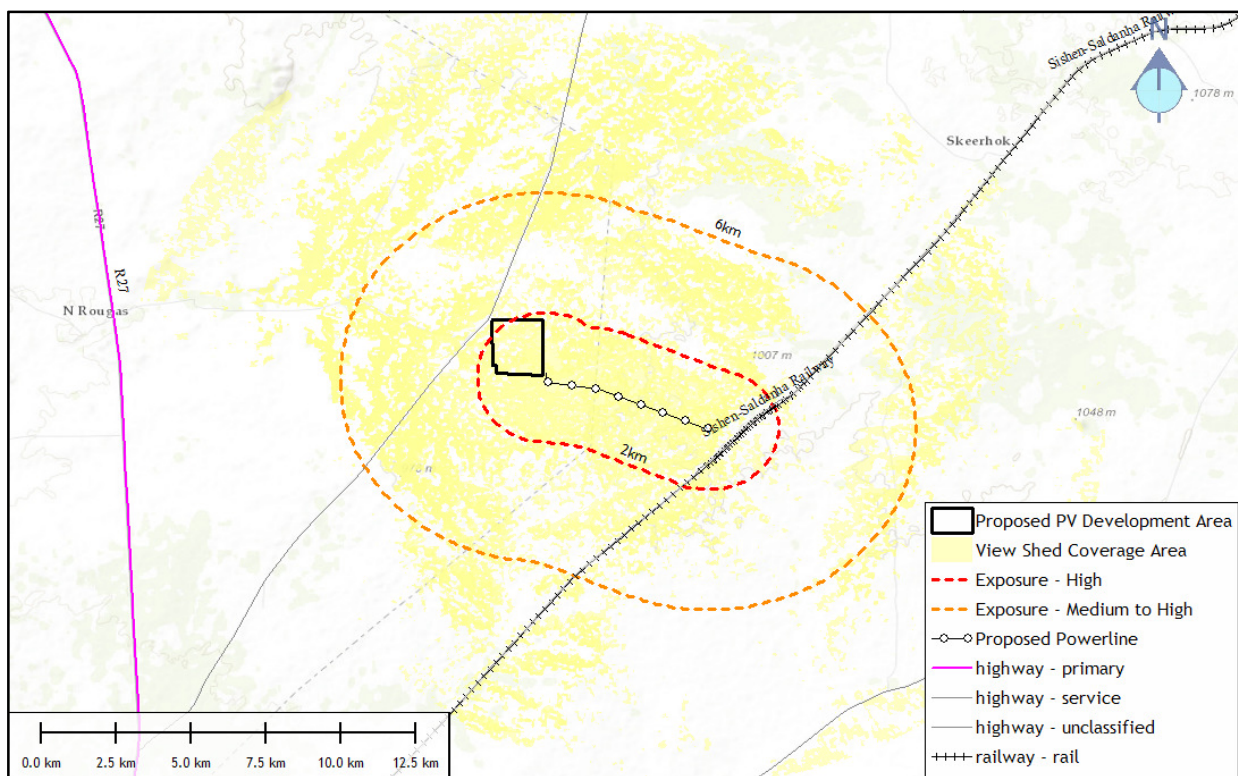 Sishen-Saldanha Railw
N
1078 m
Skeerhok
R27
6km
R27
N Rougas
1007 m
Sishen-Saldanha Railway
1048 m
2km
Proposed PV Development Area
View Shed Coverage Area
Exposure - High
Exposure - Medium to High
Proposed Powerline
highway - primary
highway - service
highway - unclassified
railway - rail
0.0 km 2.5 km 5.0 km 7.5 km 10.0 km 12.5 km